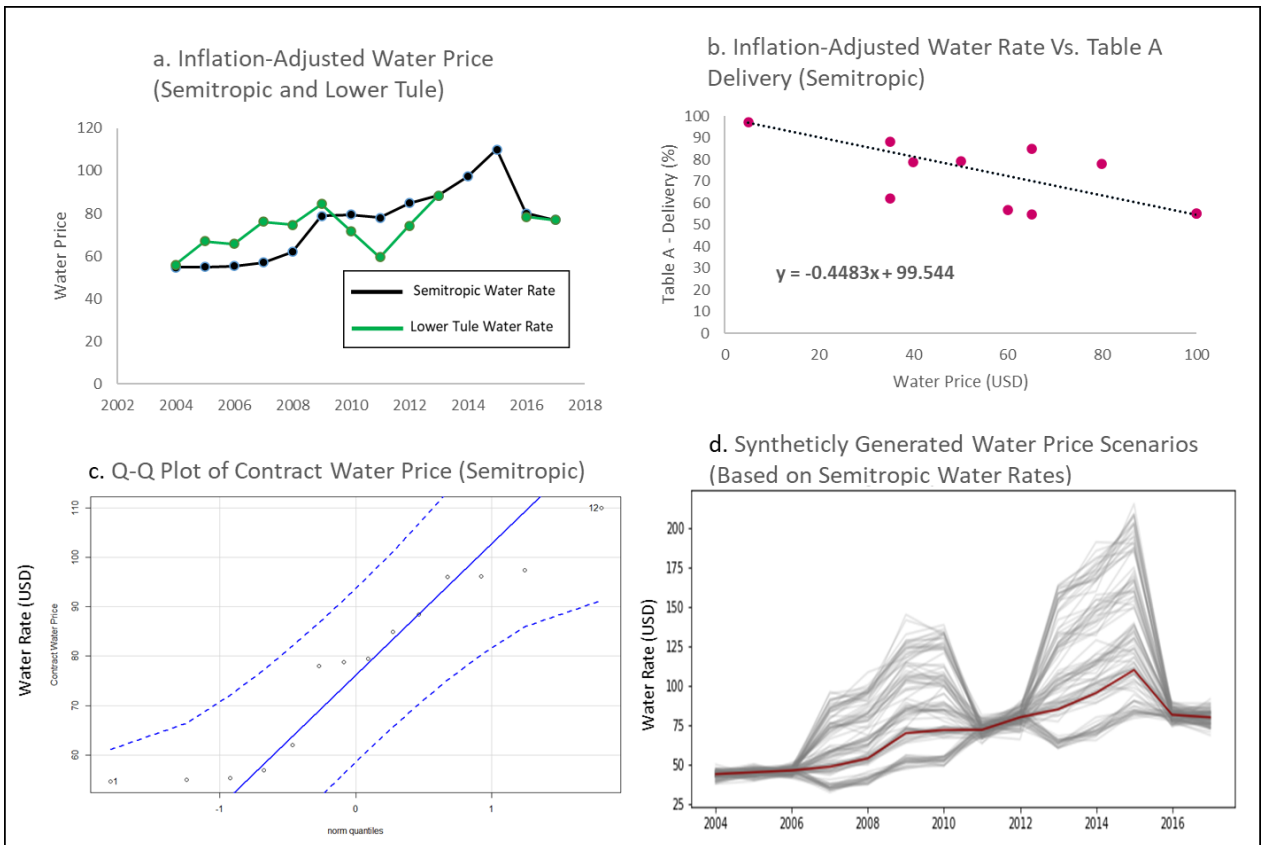 a. Inflation-Adjusted Water Price
(Semitropic and Lower Tule)
120
100
80
60
40
20
0
Water Price
2002 2004 2006 2008 2010 2012 2014 2016 2018
Semitropic Water Rate
Lower Tule Water Rate
b. Inflation-Adjusted Water Rate Vs. Table A
Delivery (Semitropic)
100
90
80
70
60
50
40
30
20
10
0
Table A - Delivery (%)
y = -0.4483x + 99.544
0 20 40 60 80 100
Water Price (USD)
c. Q-Q Plot of Contract Water Price (Semitropic)
Water Rate (USD)
Contract Water Price
110
100
90
80
70
60
12
1
-1 0 1
norm quantiles
d. Syntheticly Generated Water Price Scenarios
(Based on Semitropic Water Rates)
Water Rate (USD)
200
175
150
125
100
75
50
25
2004 2006 2008 2010 2012 2014 2016